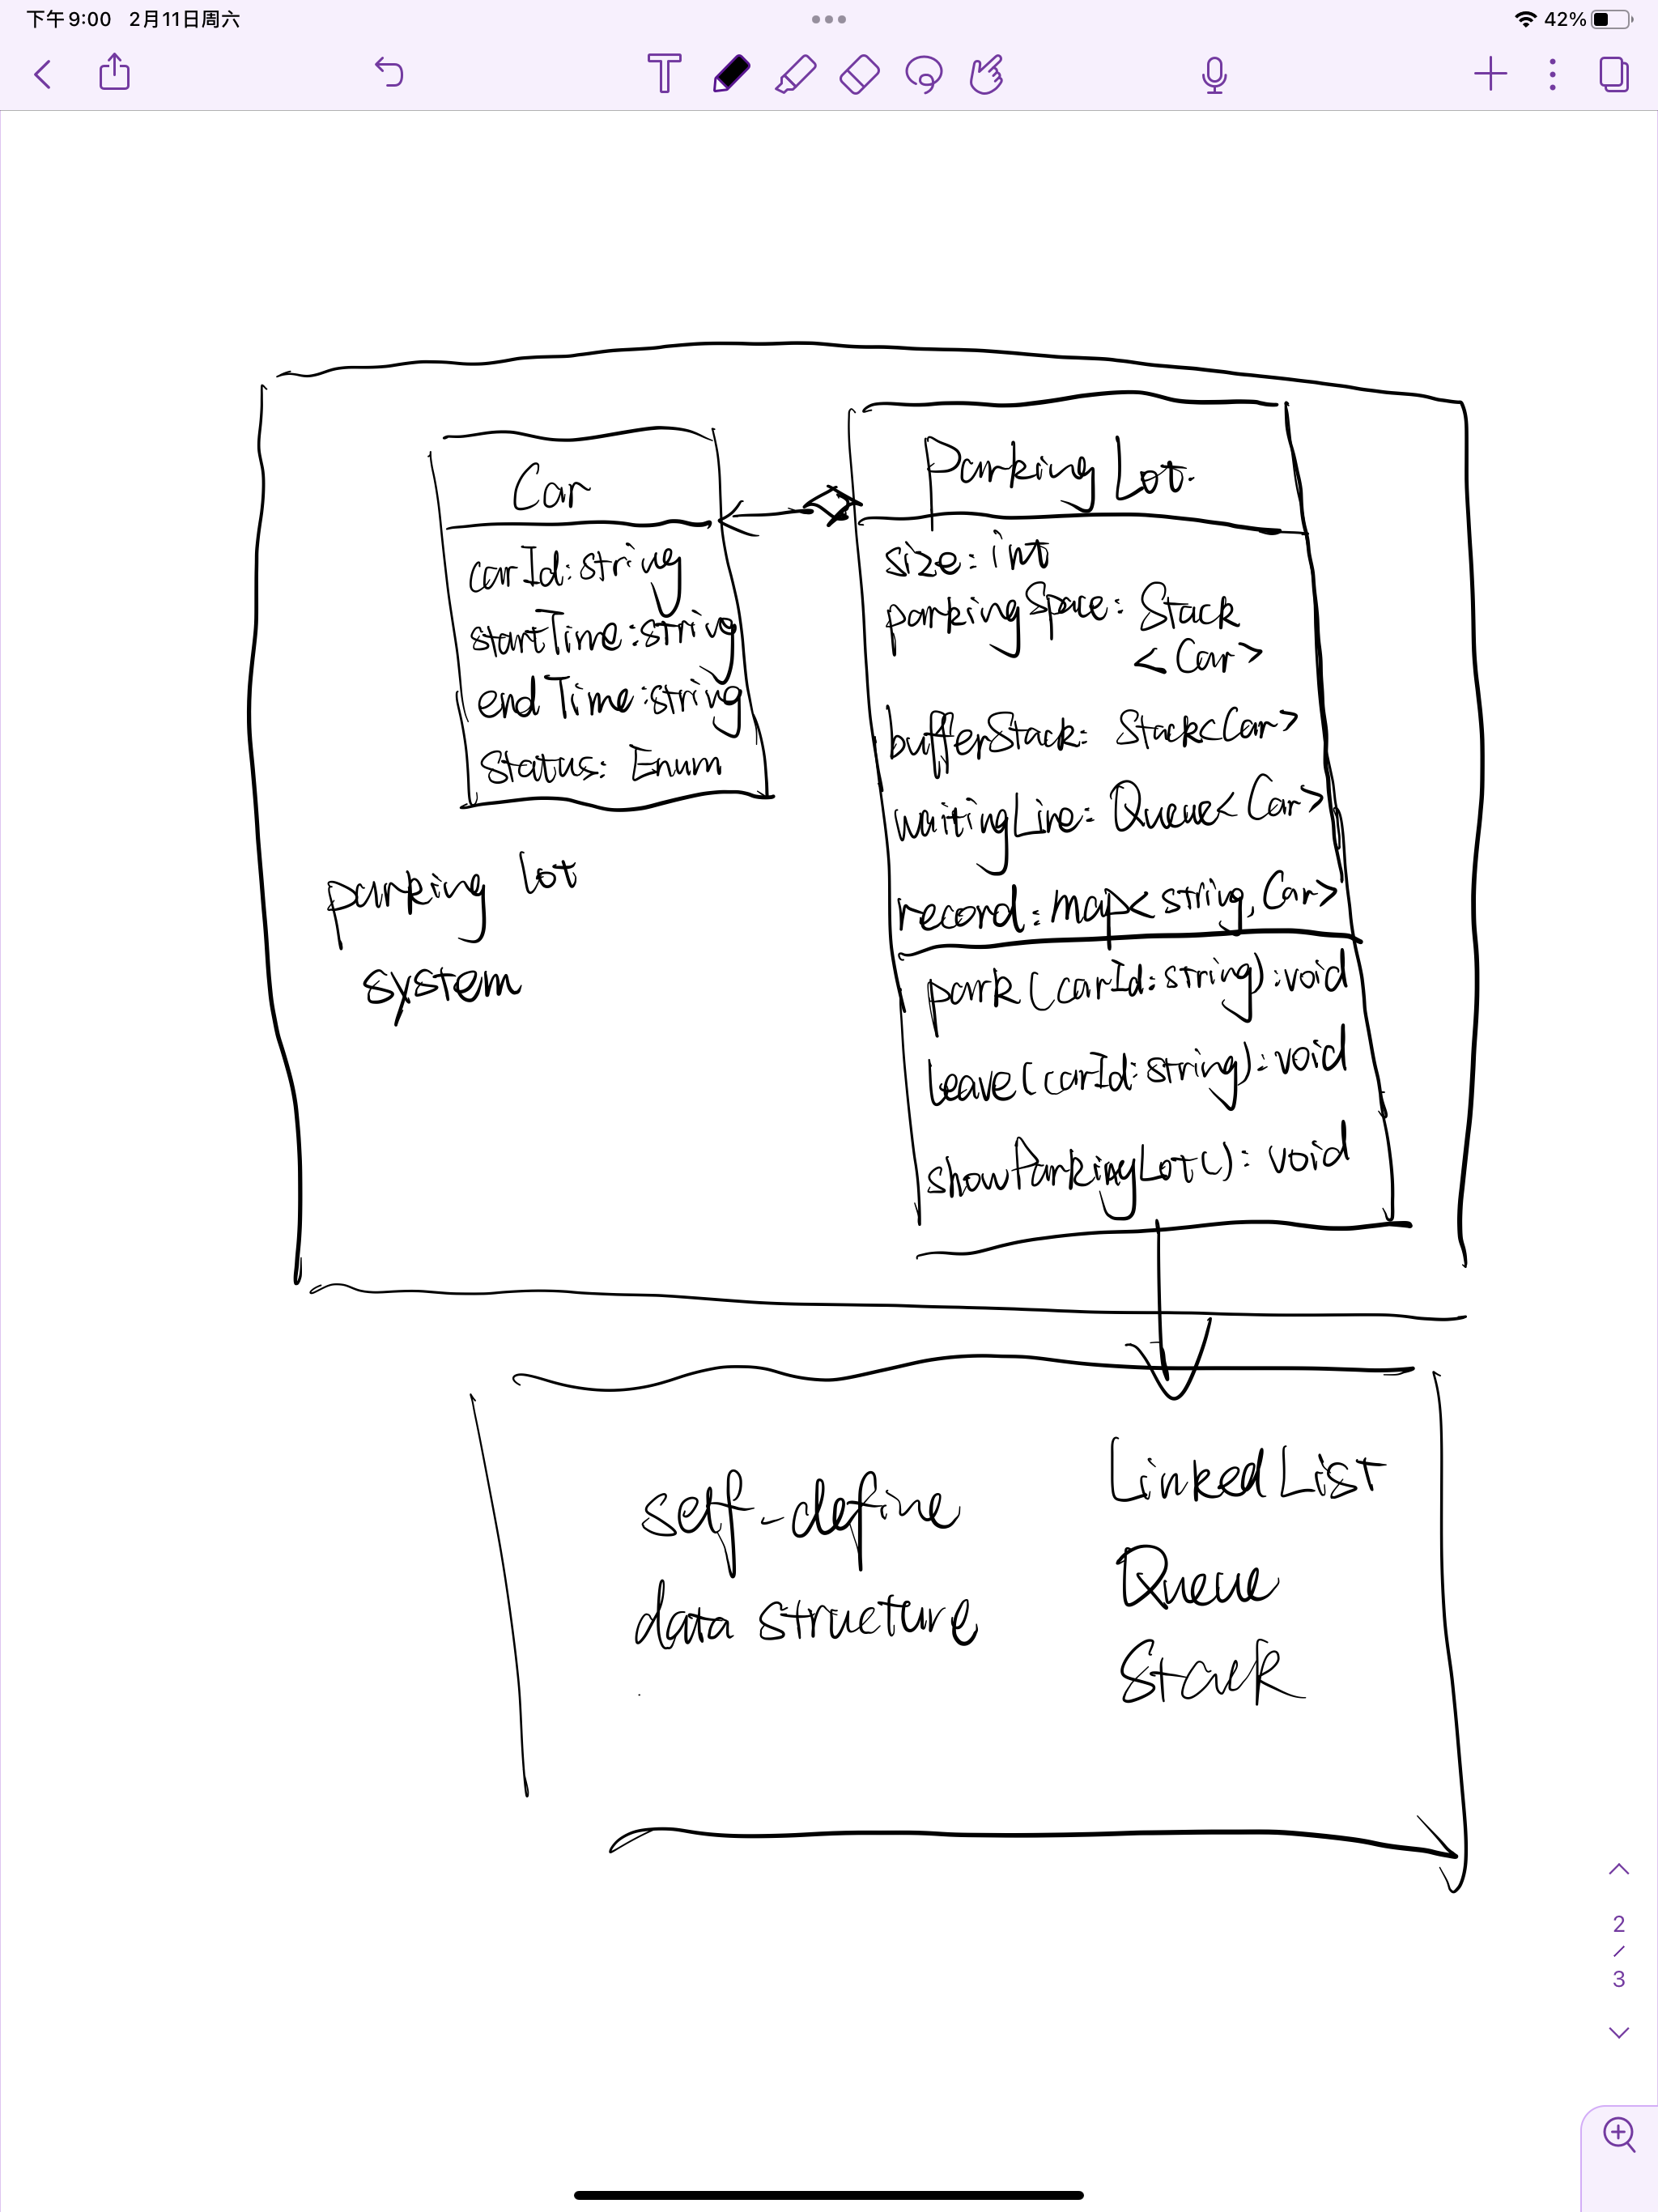 下午9:00 2月11日周六
42%
Car
carId:string
startTime:string
endTime:string
Status: Enum
parking lot
system
Parking Lot.
size: int
parkingSpace: Stack
<Car>
bufferStack: Stack<Car>
waitingLine: Queue<Car>
record: map<string, Car>
park(carId:string):void
leave(carId:string):void
showParkingLot(): void
self-define
data structure
LinkedList
Queue
Stack
2
/
3